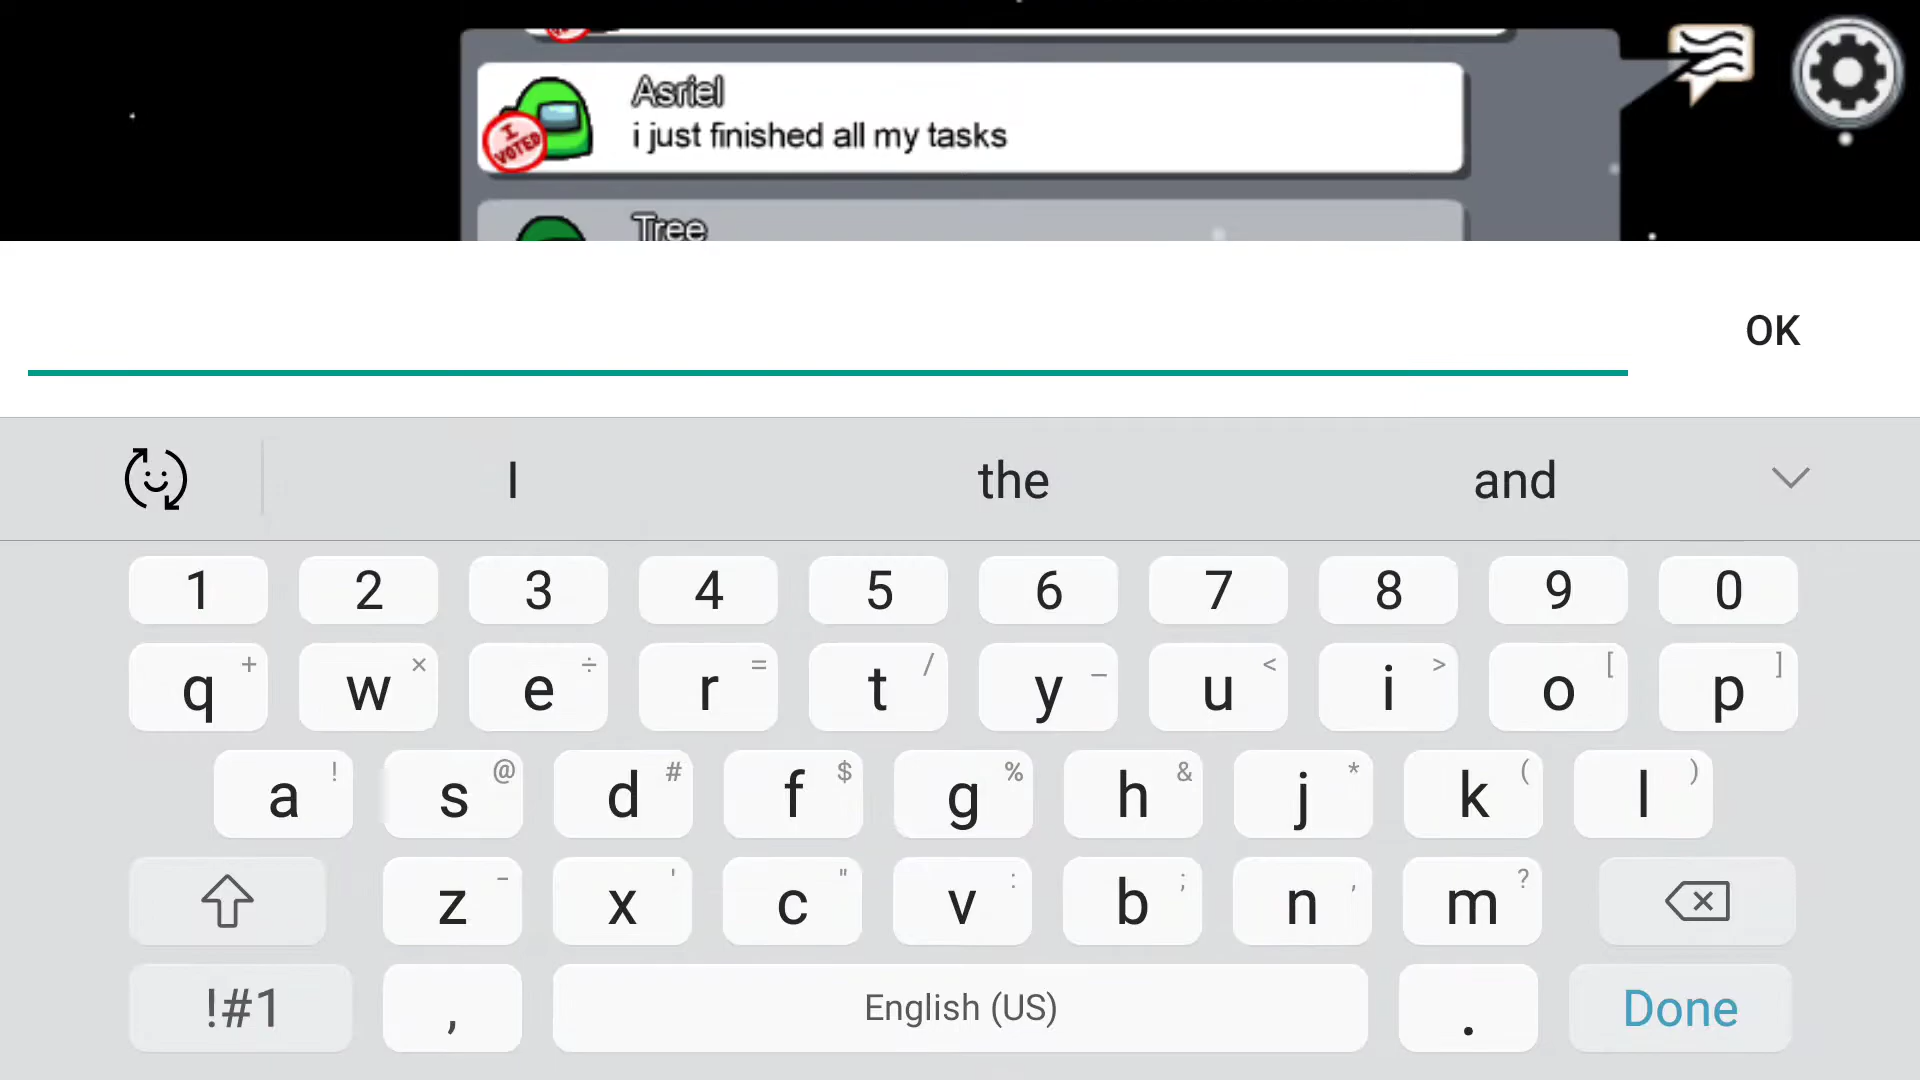 Asriel
I VOTED
i just finished all my tasks
Tree
OK
I the and
1 2 3 4 5 6 7 8 9 0
q + w × e ÷ r = t / y _ u < i > o [ p ]
a ! s @ d # f $ g % h & j * k ( l )
z - x ' c " v : b ; n , m ?
!#1 , English (US) . Done